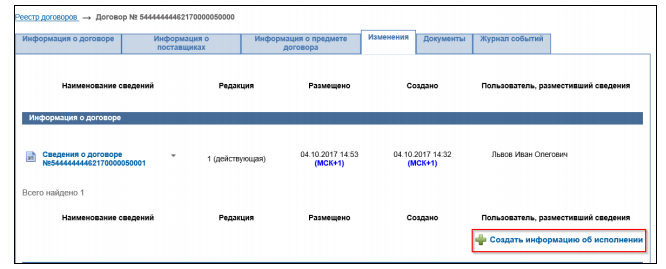 Реестр договоров → Договор № 54444444462170000050000
Информация о договоре
Информация о поставщиках
Информация о предмете договора
Изменения
Документы
Журнал событий
Наименование сведений Редакция Размещено Создано Пользователь, разместивший сведения
Информация о договоре
Сведения о договоре 1 (действующая) 04.10.2017 14:53 04.10.2017 14:32 Львов Иван Олегович
№54444444462170000050001 (МСК+1) (МСК+1)
Всего найдено 1
Наименование сведений Редакция Размещено Создано Пользователь, разместивший сведения
Создать информацию об исполнении